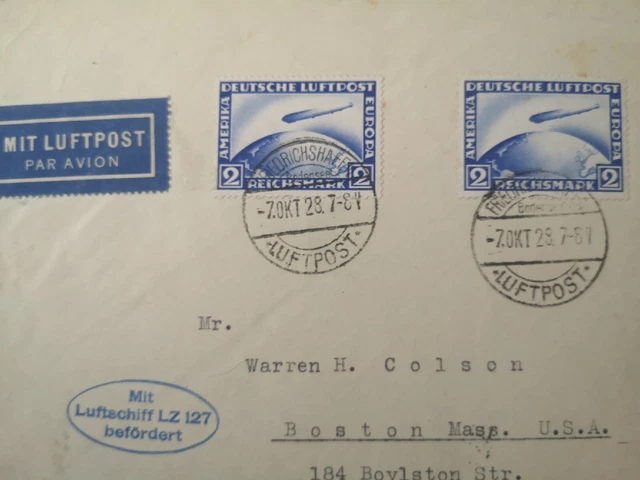 MIT LUFTPOST
PAR AVION
DEUTSCHE LUFTPOST
AMERIKA
EUROPA
2 REICHSMARK 2
DEUTSCHE LUFTPOST
AMERIKA
EUROPA
2 REICHSMARK 2
-7.OKT 28.7-8V
LUFTPOST
-7.OKT 28.7-8V
LUFTPOST
Mr.
Warren H. Colson
Boston Mass. U.S.A.
184 Boylston Str.
Mit
Luftschiff LZ 127
befördert